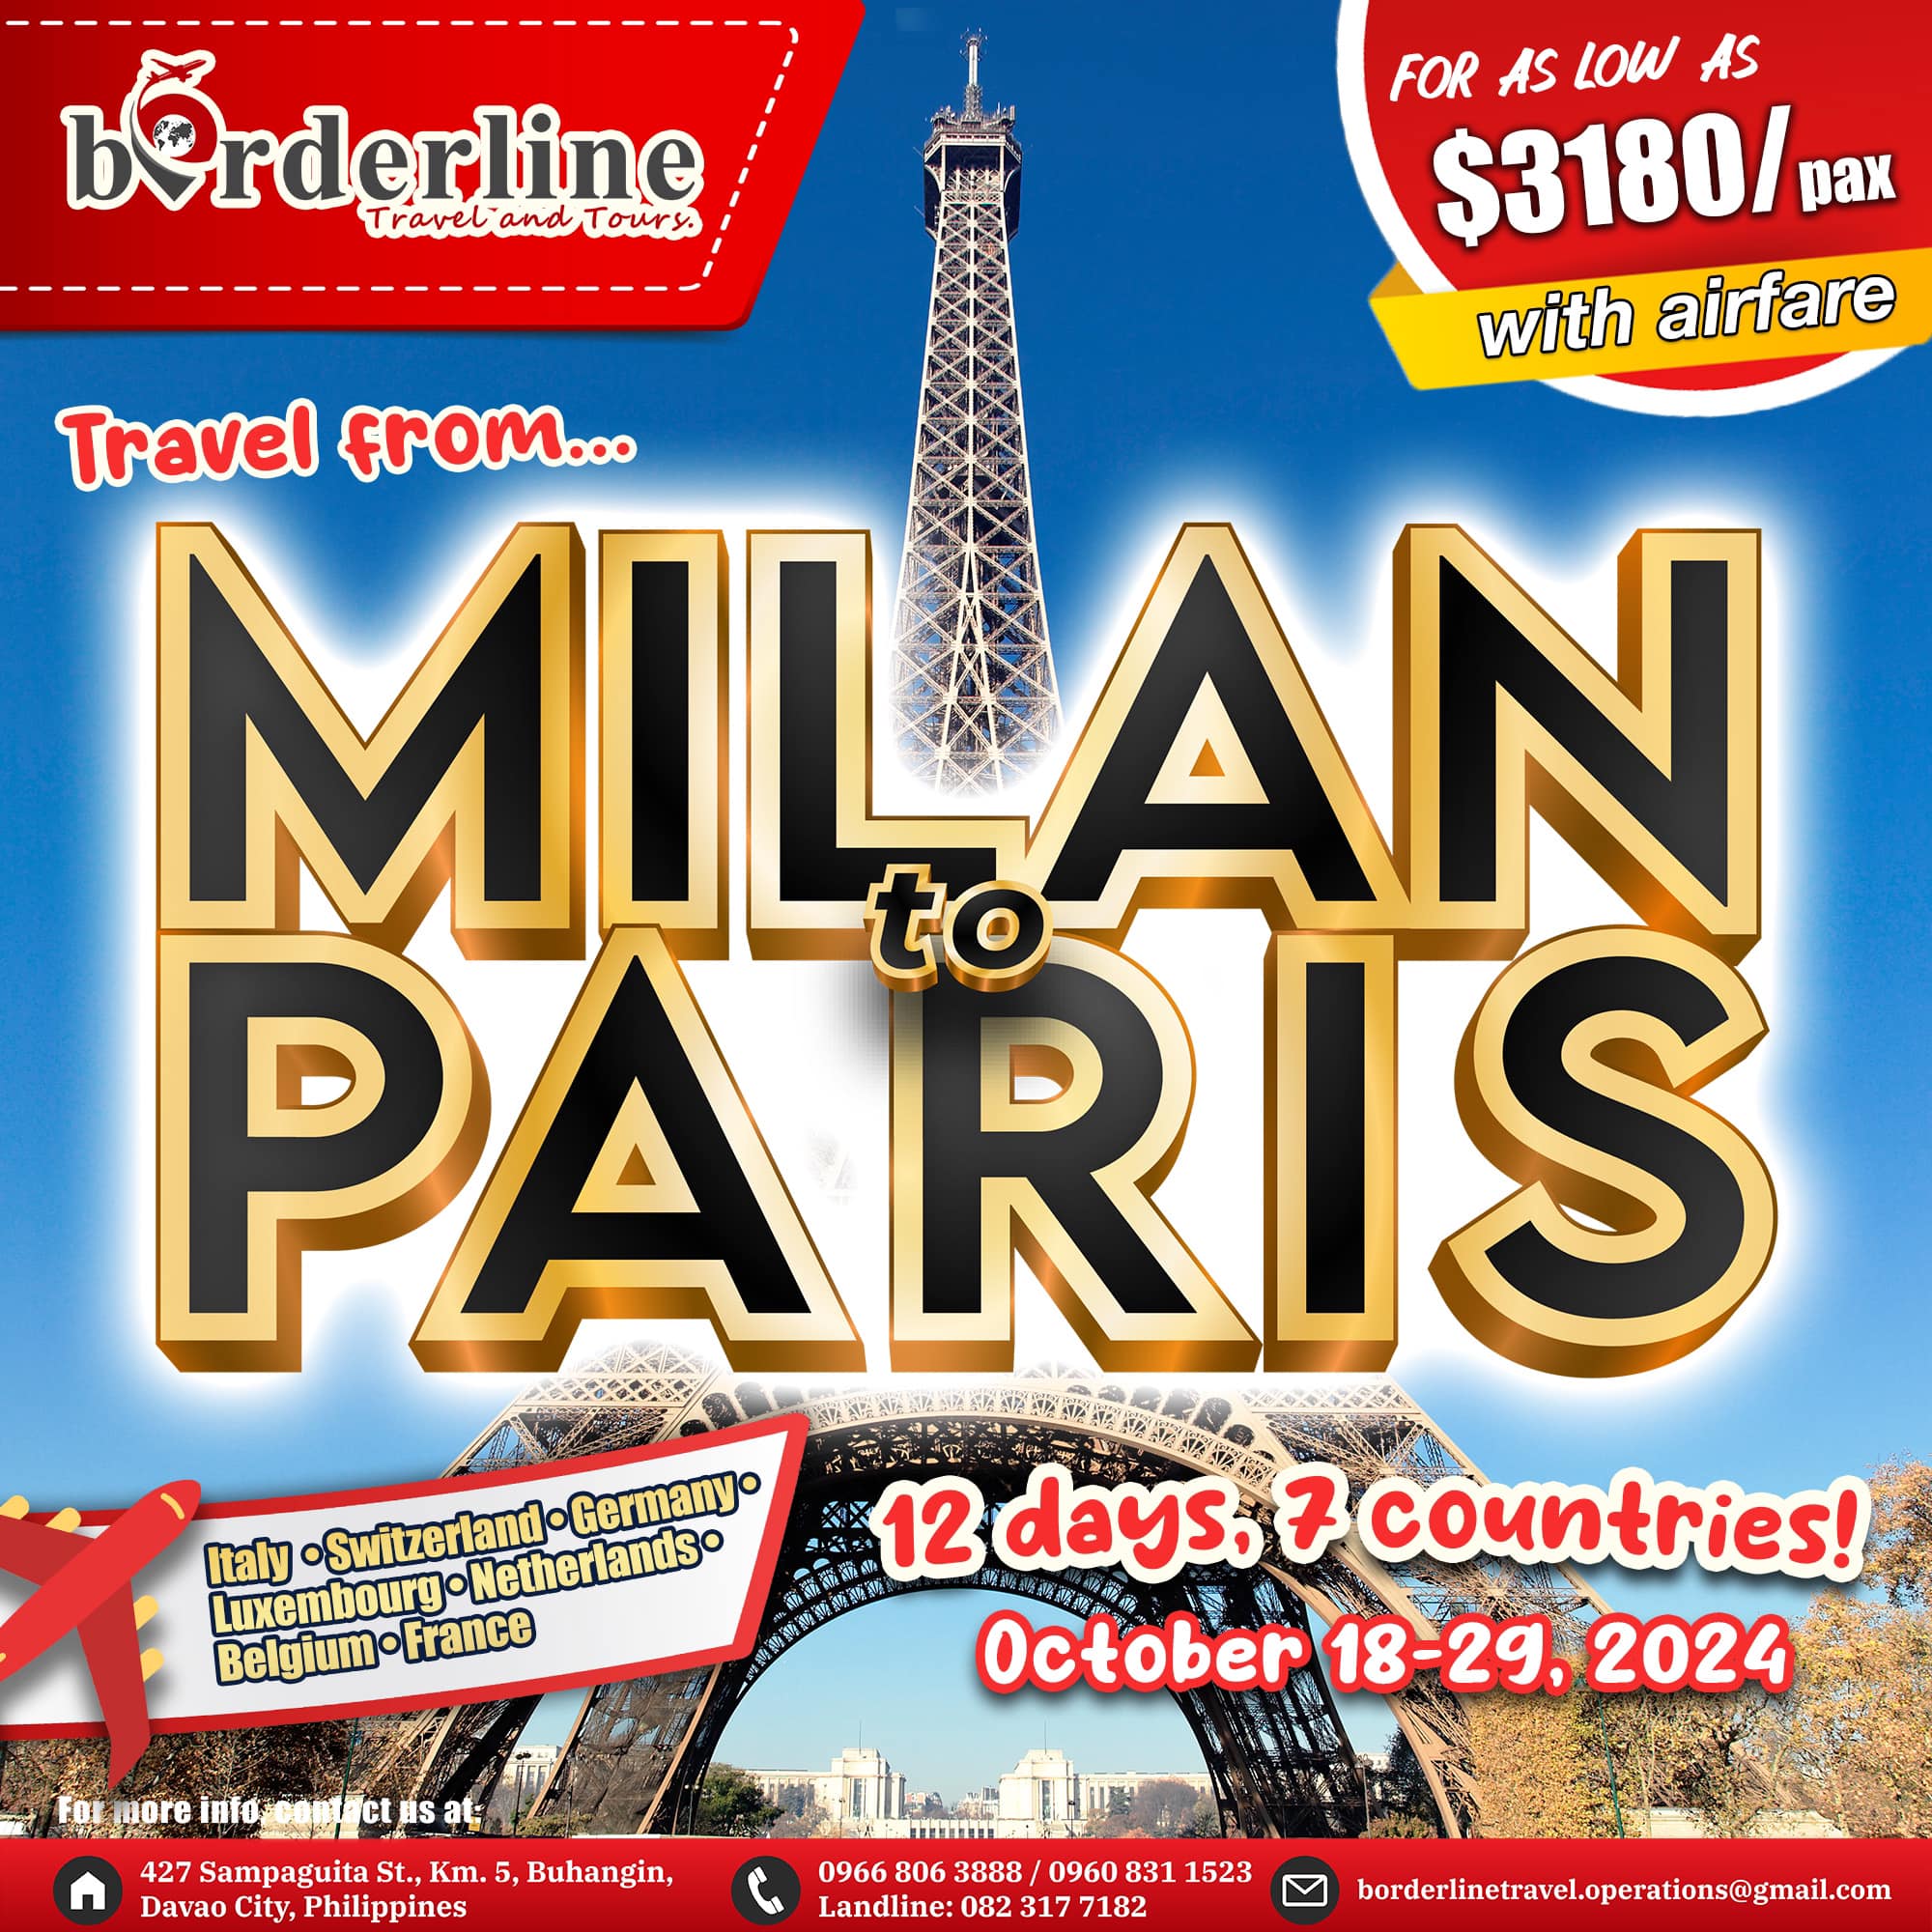 borderline
Travel and Tours.
FOR AS LOW AS
$3180/pax
with airfare
Travel from...
MILAN
to
PARIS
Italy • Switzerland • Germany •
Luxembourg • Netherlands •
Belgium • France
12 days, 7 countries!
October 18-29, 2024
For more info, contact us at:
427 Sampaguita St., Km. 5, Buhangin,
Davao City, Philippines
0966 806 3888 / 0960 831 1523
Landline: 082 317 7182
borderlinetravel.operations@gmail.com